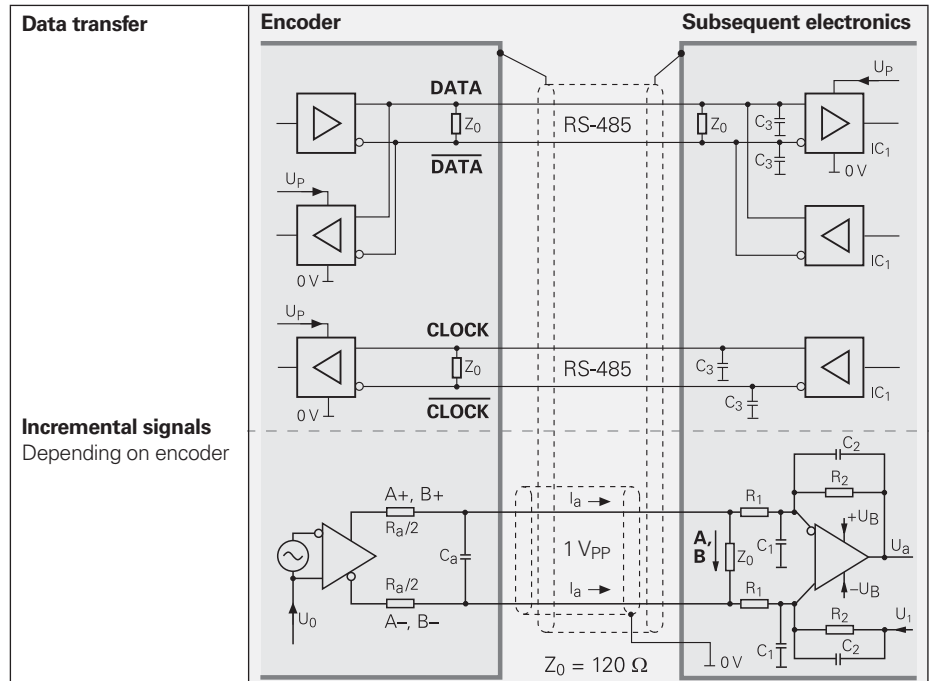 Data transfer
Encoder
Subsequent electronics
U_P
DATA
Z_0
RS-485
Z_0
C_3
IC_1
DATA
C_3
0 V
U_P
0 V
IC_1
U_P
CLOCK
Z_0
RS-485
C_3
0 V
CLOCK
C_3
IC_1
Incremental signals
Depending on encoder
C_2
A+, B+
I_a
R_1
R_2
R_a/2
+U_B
C_a
1 V_PP
A,
B
Z_0
C_1
U_a
R_a/2
I_a
R_1
–U_B
U_0
A–, B–
C_1
R_2
U_1
C_2
Z_0 = 120 Ω
0 V